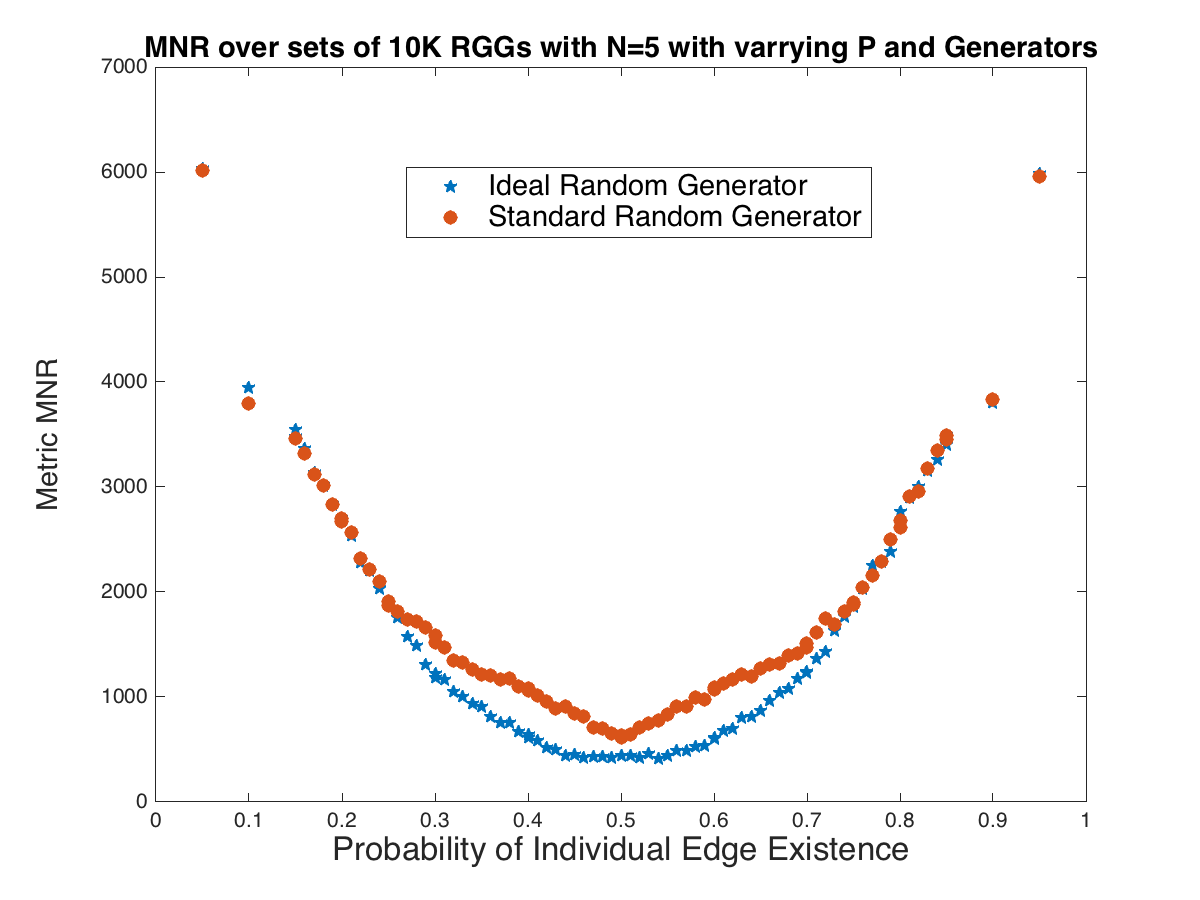 MNR over sets of 10K RGGs with N=5 with varrying P and Generators
7000
6000
5000
4000
3000
2000
1000
0
Metric MNR
Ideal Random Generator
Standard Random Generator
0 0.1 0.2 0.3 0.4 0.5 0.6 0.7 0.8 0.9 1
Probability of Individual Edge Existence